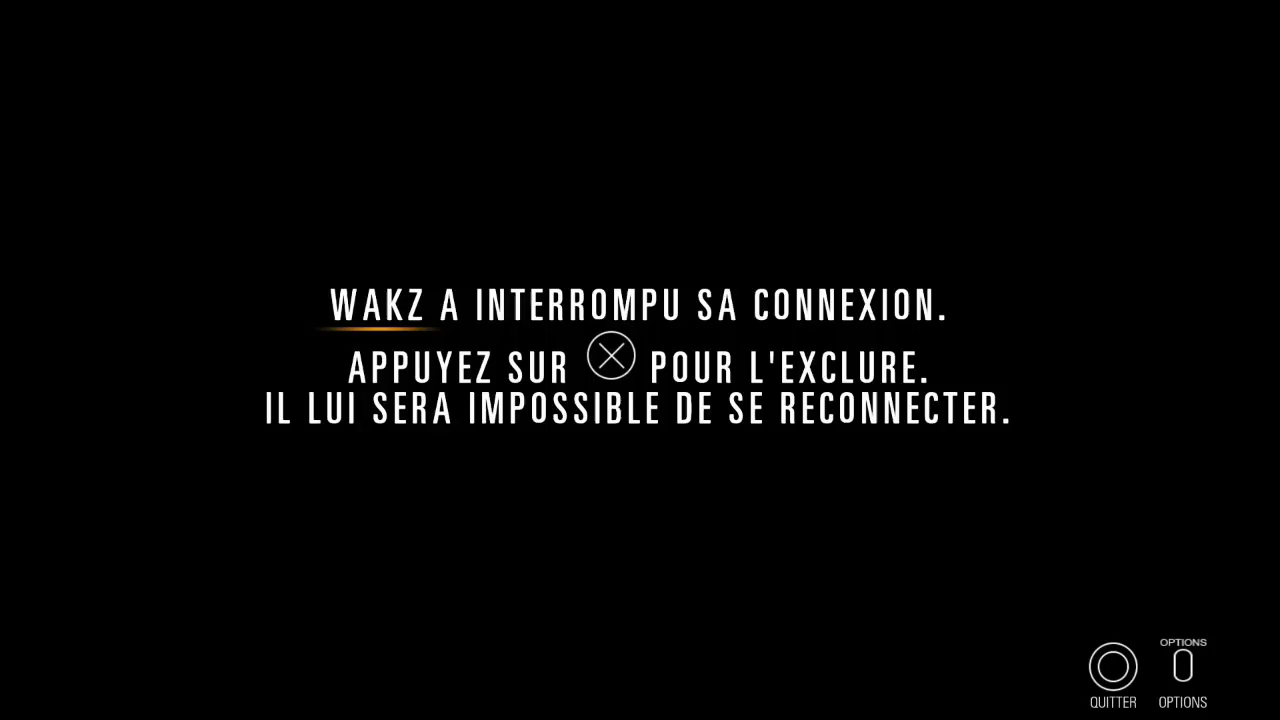 WAKZ A INTERROMPU SA CONNEXION.
APPUYEZ SUR POUR L'EXCLURE.
IL LUI SERA IMPOSSIBLE DE SE RECONNECTER.
OPTIONS
QUITTER OPTIONS